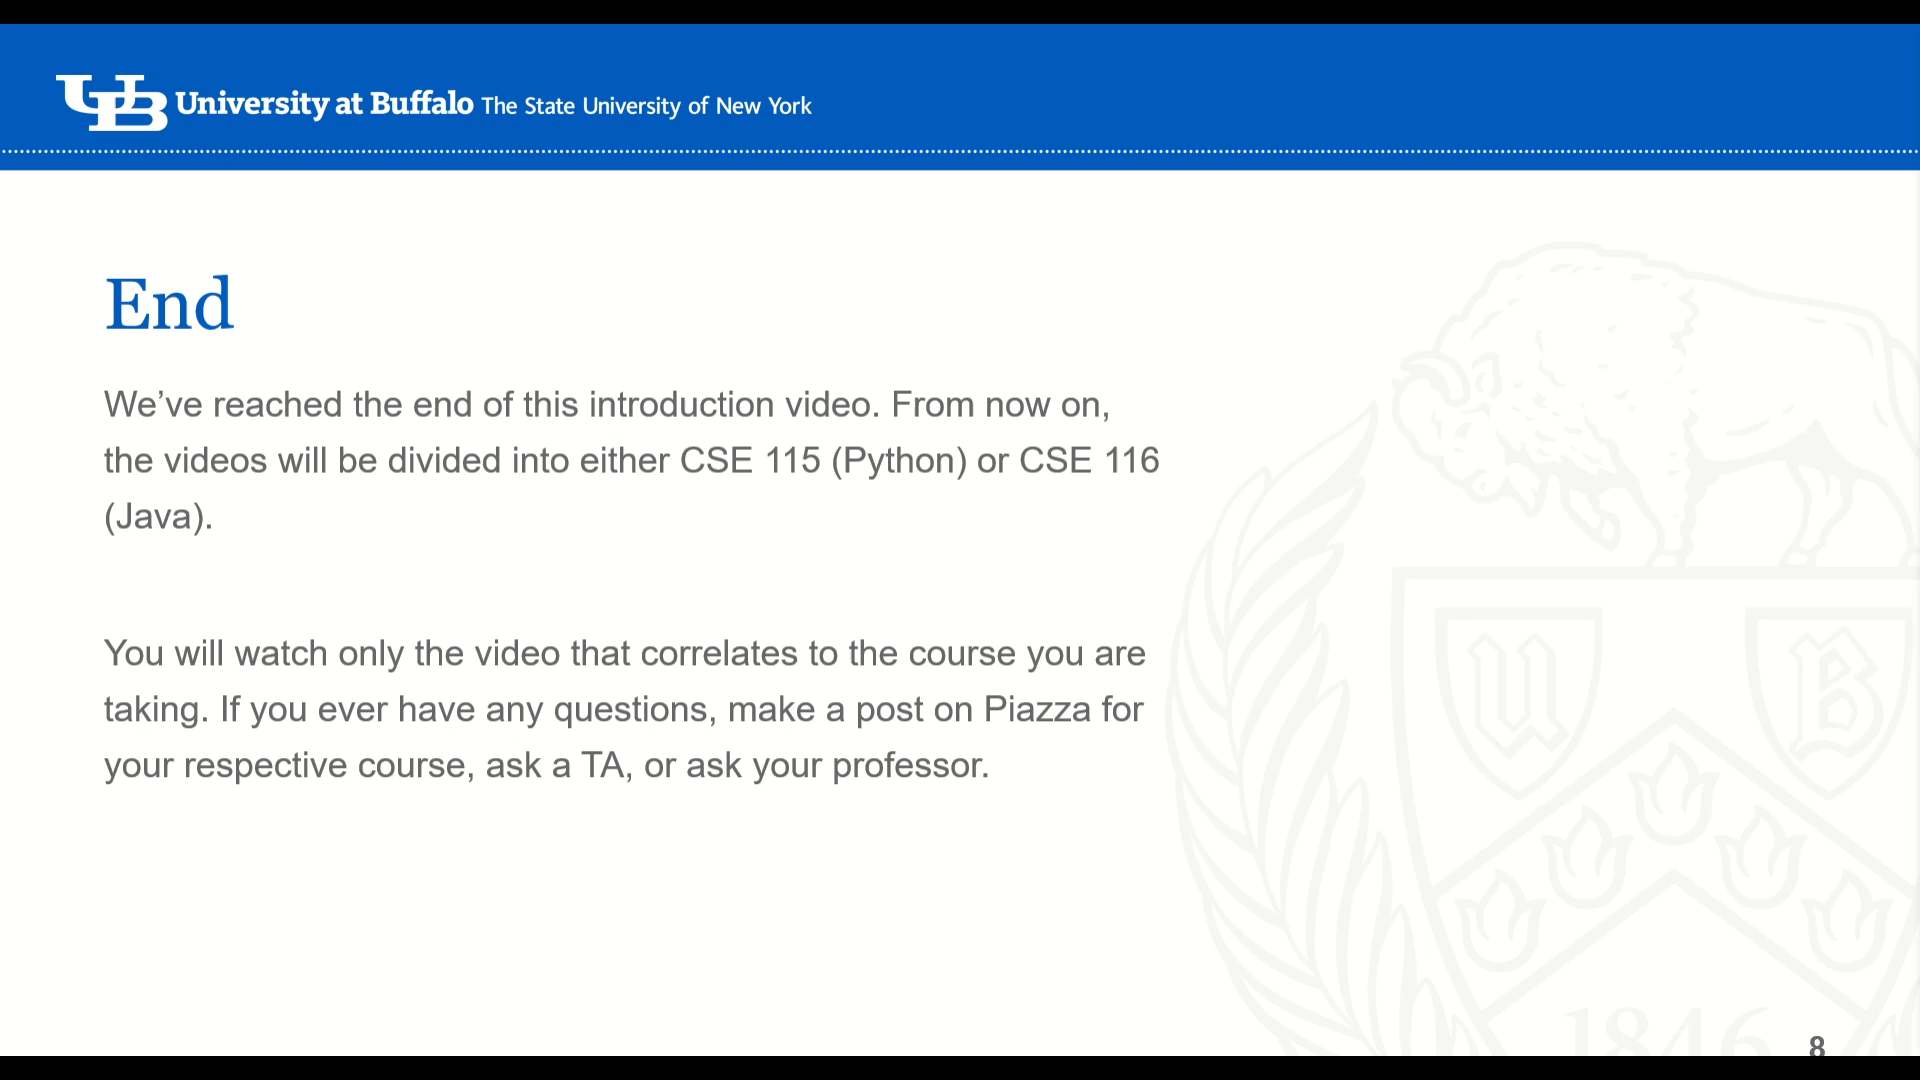 UB University at Buffalo The State University of New York
End
We’ve reached the end of this introduction video. From now on,
the videos will be divided into either CSE 115 (Python) or CSE 116
(Java).
You will watch only the video that correlates to the course you are
taking. If you ever have any questions, make a post on Piazza for
your respective course, ask a TA, or ask your professor.
U B
1846
8